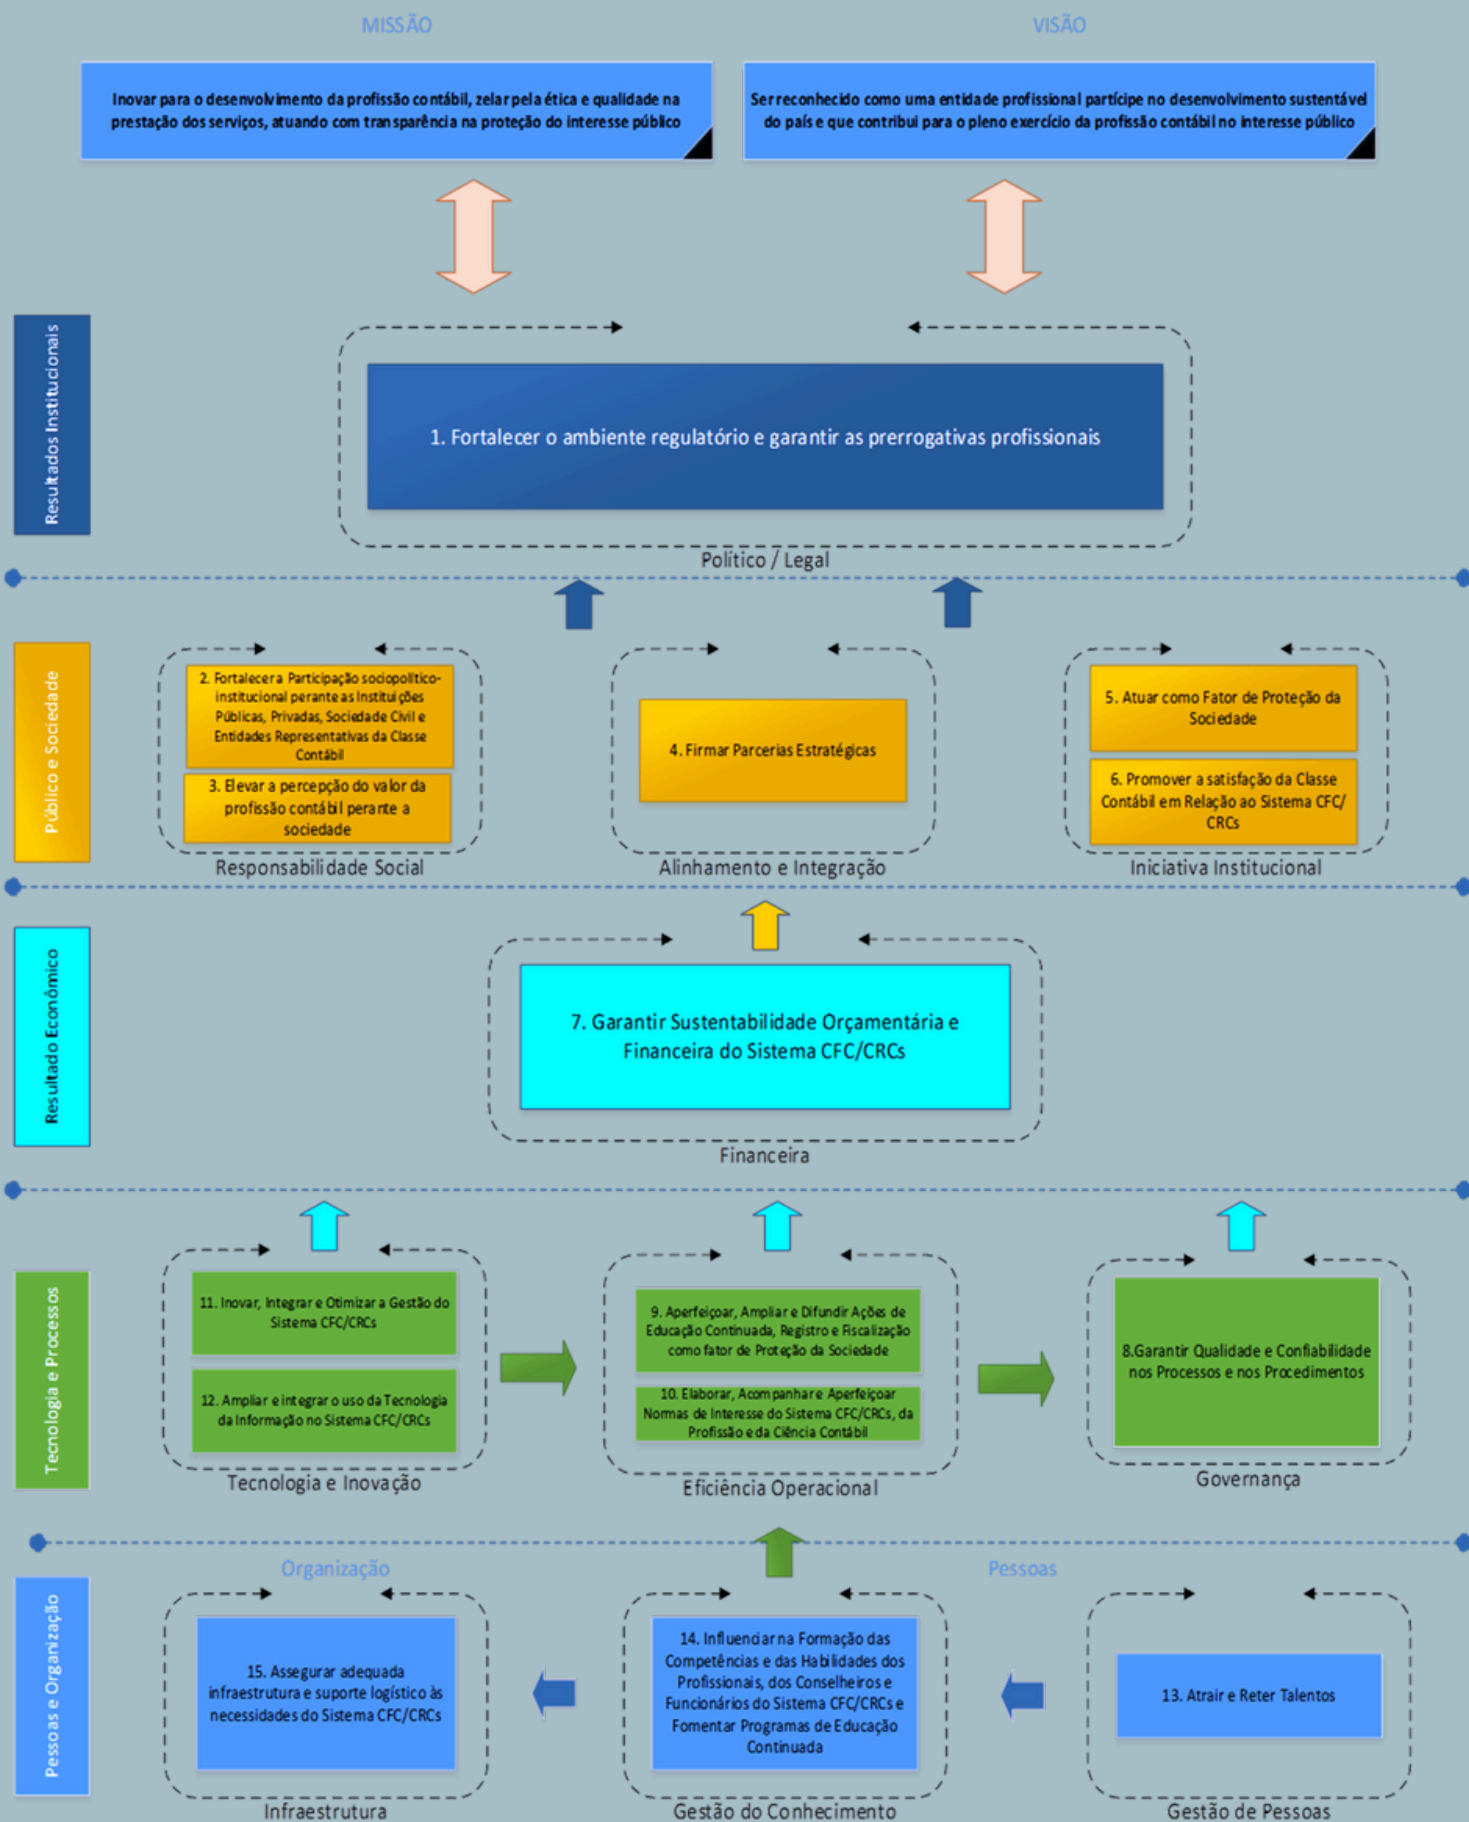 MISSÃO
VISÃO
Inovar para o desenvolvimento da profissão contábil, zelar pela ética e qualidade na
prestação dos serviços, atuando com transparência na proteção do interesse público
Ser reconhecido como uma entidade profissional partícipe no desenvolvimento sustentável
do país e que contribui para o pleno exercício da profissão contábil no interesse público
Resultados Institucionais
1. Fortalecer o ambiente regulatório e garantir as prerrogativas profissionais
Político / Legal
Público e Sociedade
2. Fortalecer a Participação sociopolítico-
institucional perante as Instituições
Públicas, Privadas, Sociedade Civil e
Entidades Representativas da Classe
Contábil
3. Elevar a percepção do valor da
profissão contábil perante a
sociedade
Responsabilidade Social
4. Firmar Parcerias Estratégicas
Alinhamento e Integração
5. Atuar como Fator de Proteção da
Sociedade
6. Promover a satisfação da Classe
Contábil em Relação ao Sistema CFC/
CRCs
Iniciativa Institucional
Resultado Econômico
7. Garantir Sustentabilidade Orçamentária e
Financeira do Sistema CFC/CRCs
Financeira
Tecnologia e Processos
11. Inovar, Integrar e Otimizar a Gestão do
Sistema CFC/CRCs
12. Ampliar e integrar o uso da Tecnologia
da Informação no Sistema CFC/CRCs
Tecnologia e Inovação
9. Aperfeiçoar, Ampliar e Difundir Ações de
Educação Continuada, Registro e Fiscalização
como fator de Proteção da Sociedade
10. Elaborar, Acompanhar e Aperfeiçoar
Normas de Interesse do Sistema CFC/CRCs, da
Profissão e da Ciência Contábil
Eficiência Operacional
8.Garantir Qualidade e Confiabilidade
nos Processos e nos Procedimentos
Governança
Organização
Pessoas
Pessoas e Organização
15. Assegurar adequada
infraestrutura e suporte logístico às
necessidades do Sistema CFC/CRCs
Infraestrutura
14. Influenciar na Formação das
Competências e das Habilidades dos
Profissionais, dos Conselheiros e
Funcionários do Sistema CFC/CRCs e
Fomentar Programas de Educação
Continuada
Gestão do Conhecimento
13. Atrair e Reter Talentos
Gestão de Pessoas